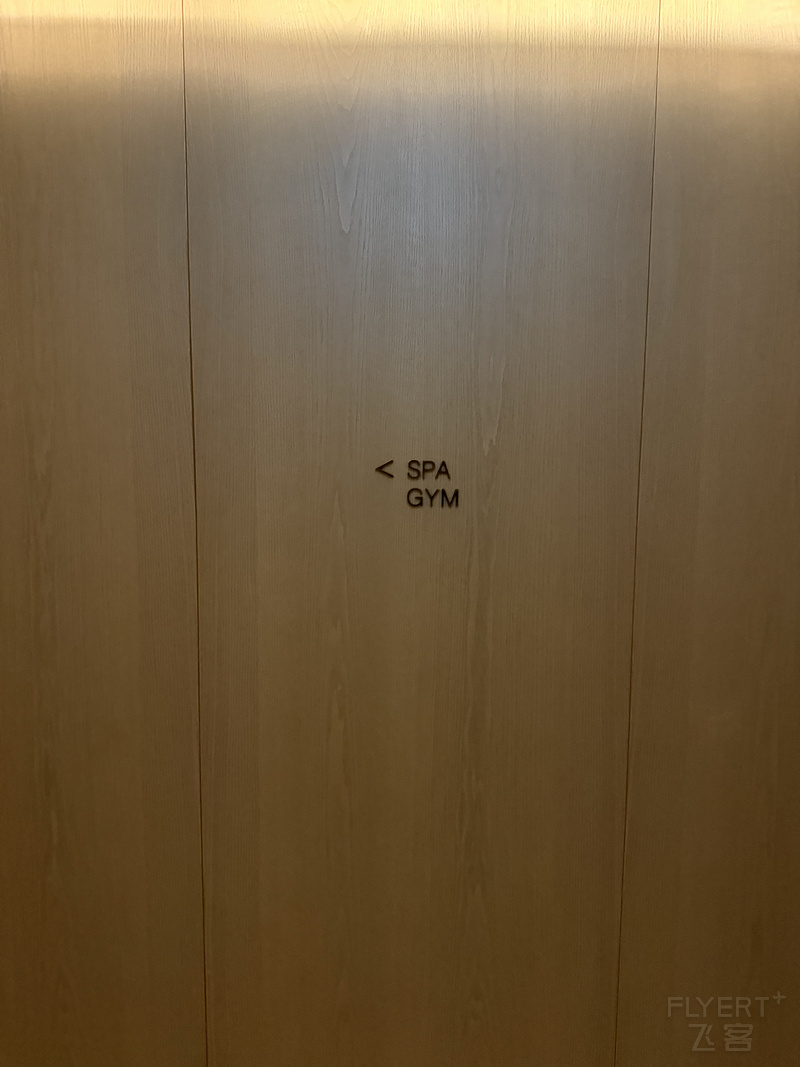 < SPA
GYM
FLYERT+
飞客